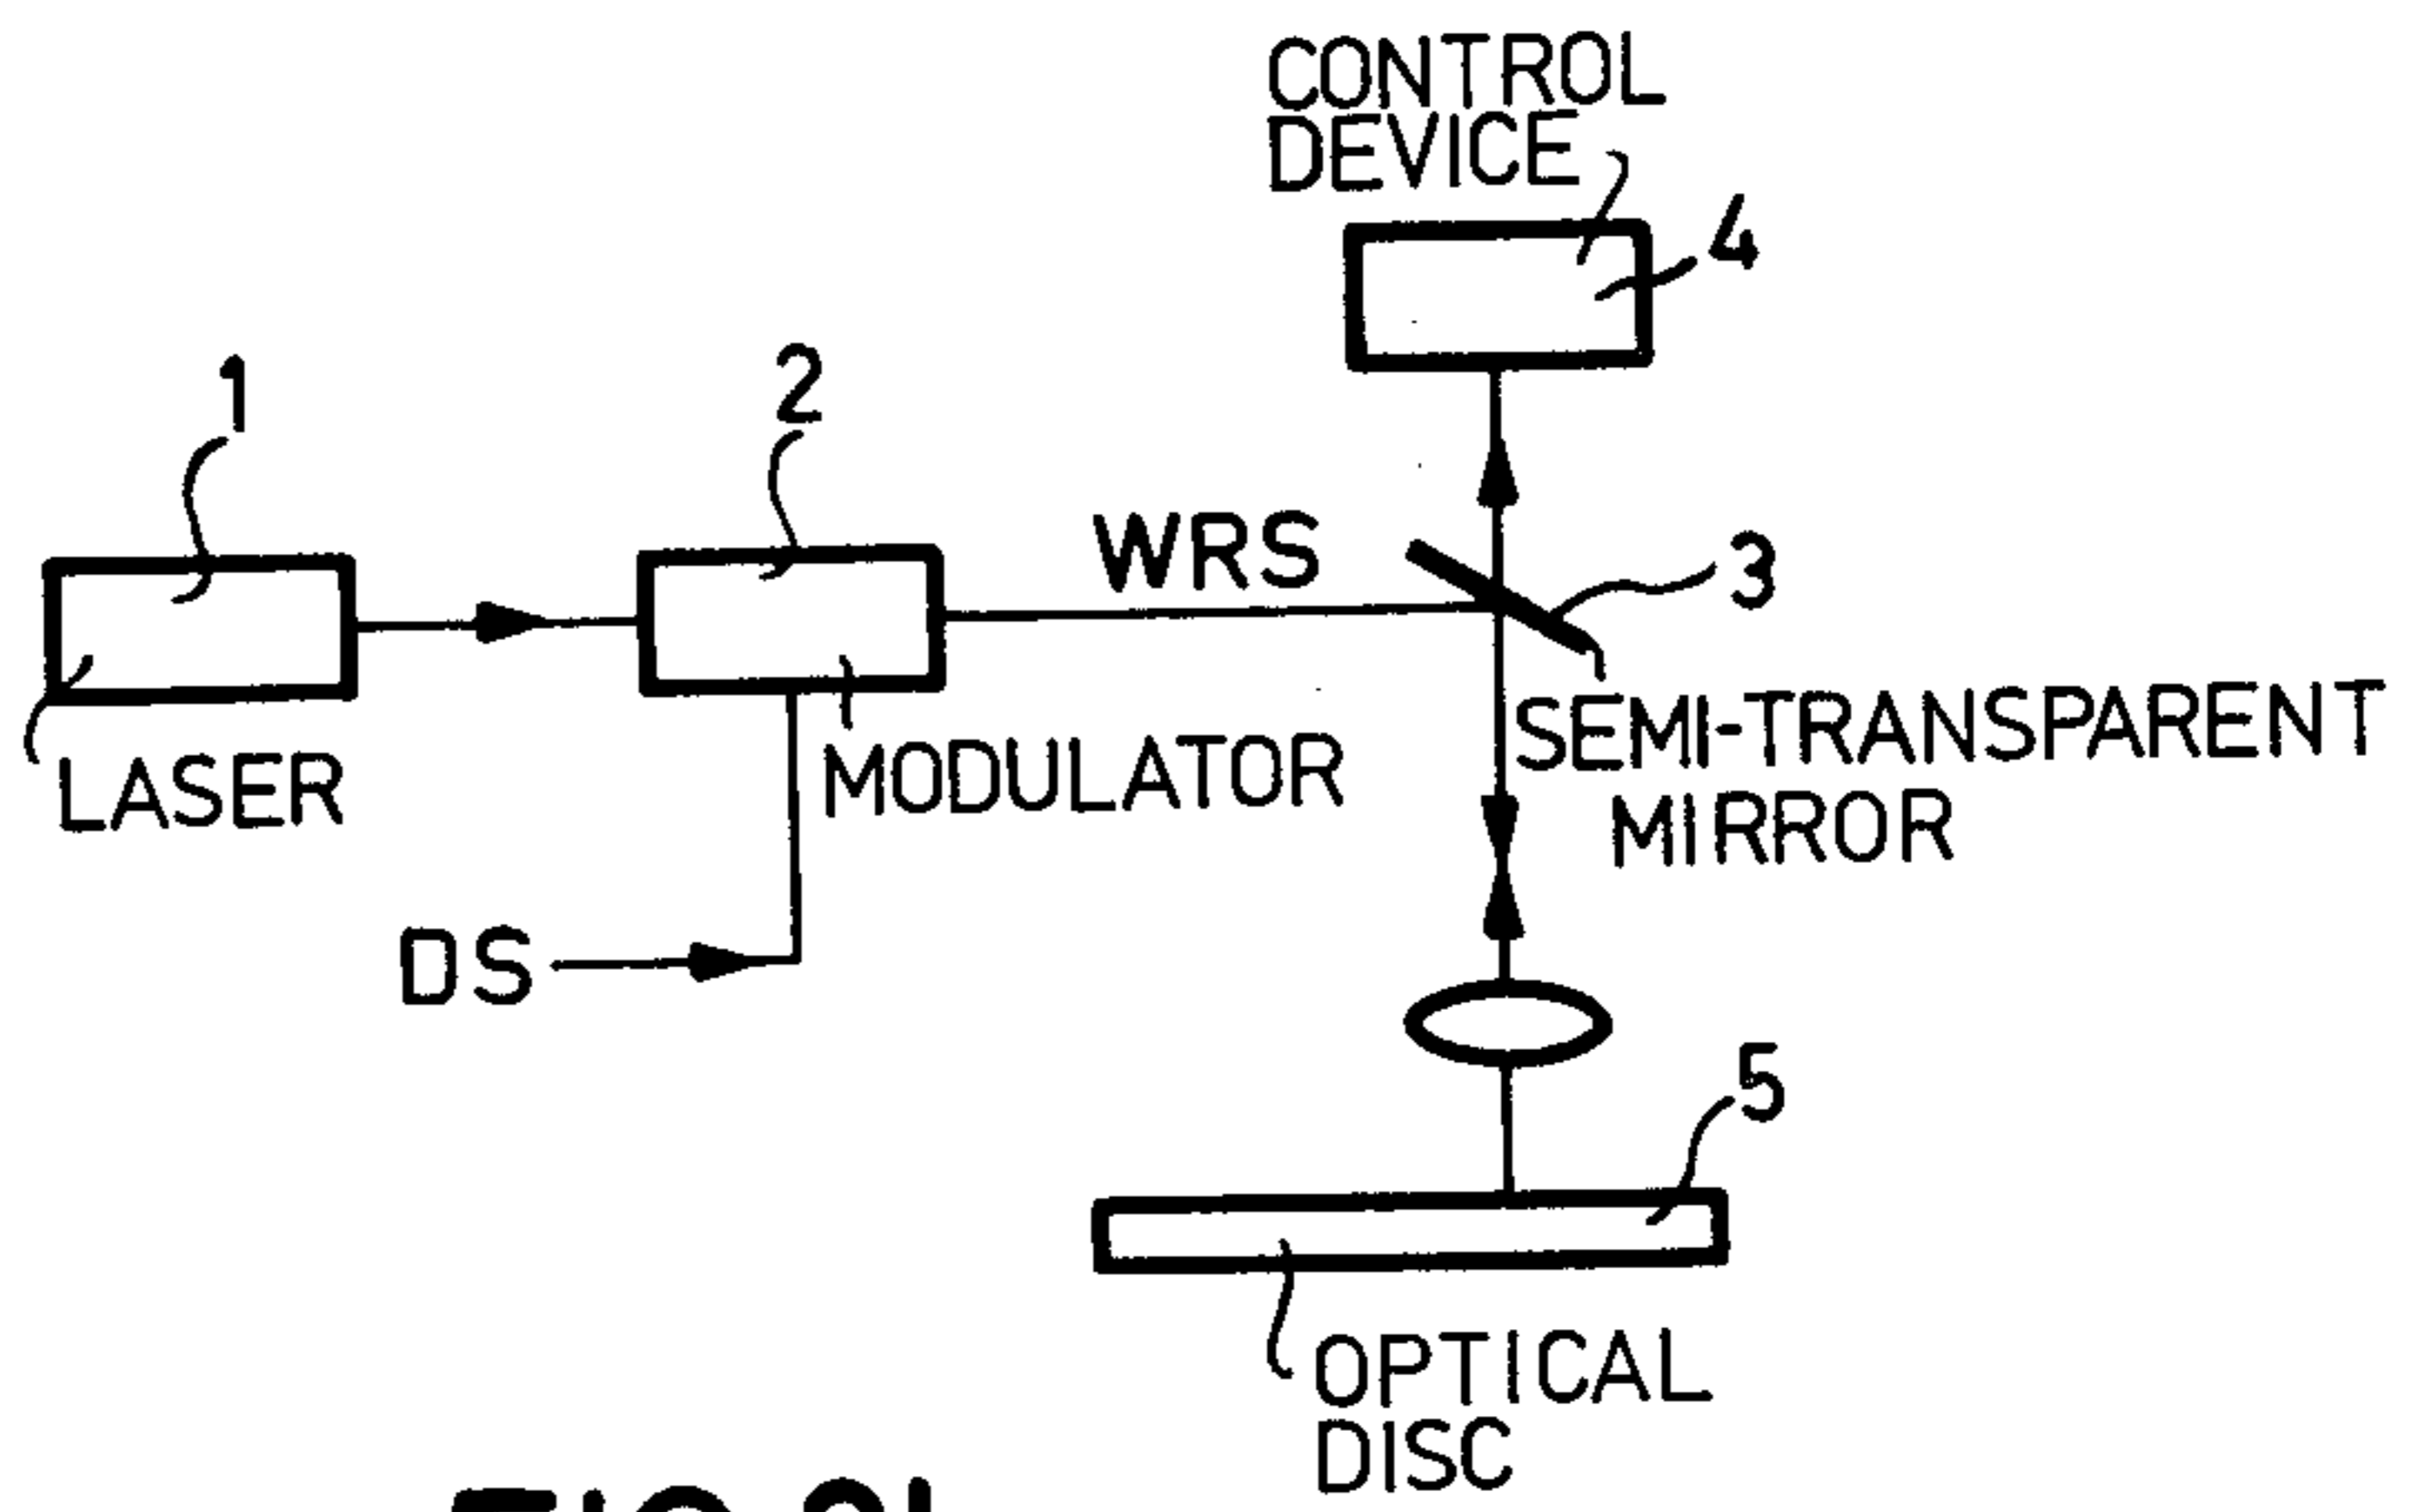 CONTROL
DEVICE
4
1
2
WRS
3
SEMI-TRANSPARENT
MIRROR
LASER
MODULATOR
DS
5
OPTICAL
DISC